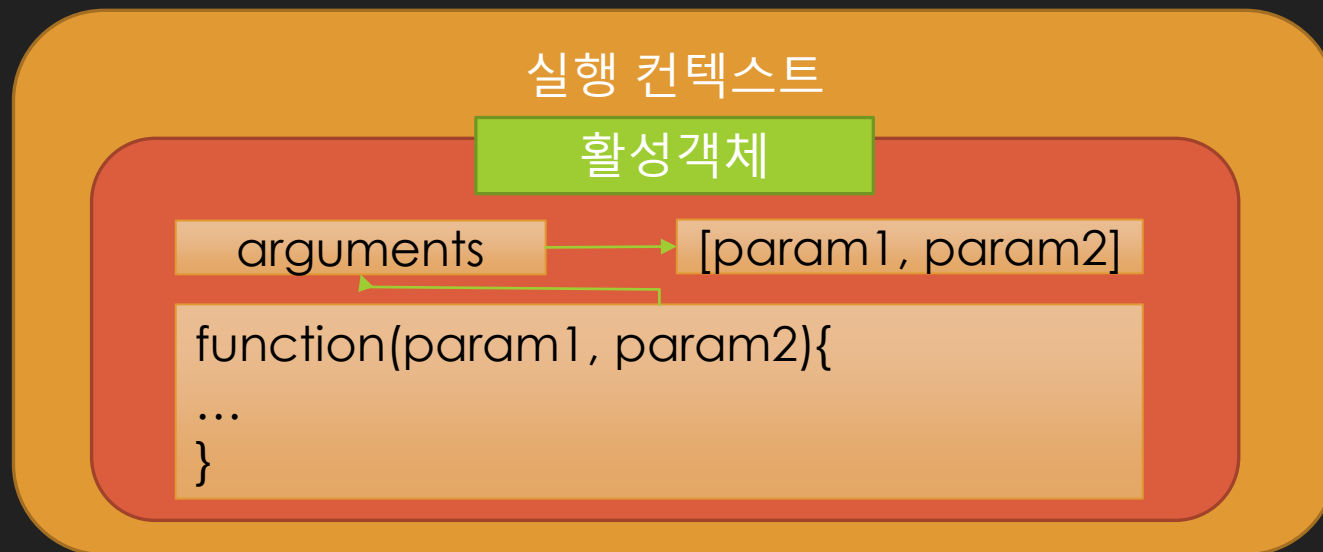 실행 컨텍스트
활성객체
arguments
[param1, param2]
function(param1, param2){
…
}